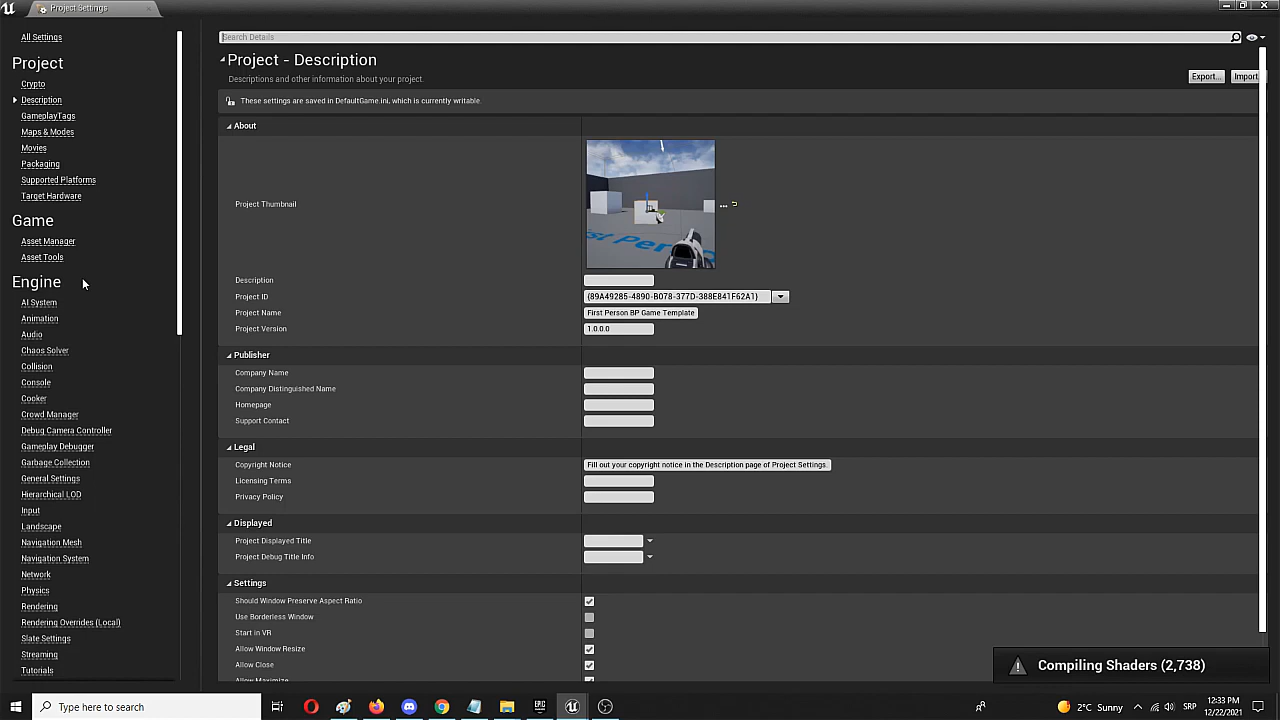 Project Settings
All Settings
Project
Crypto
Description
GameplayTags
Maps & Modes
Movies
Packaging
Supported Platforms
Target Hardware
Game
Asset Manager
Asset Tools
Engine
AI System
Animation
Audio
Chaos Solver
Collision
Console
Cooker
Crowd Manager
Debug Camera Controller
Gameplay Debugger
Garbage Collection
General Settings
Hierarchical LOD
Input
Landscape
Navigation Mesh
Navigation System
Network
Physics
Rendering
Rendering Overrides (Local)
Slate Settings
Streaming
Tutorials
Search Details
Project - Description
Descriptions and other information about your project.
Export...
Import
These settings are saved in DefaultGame.ini, which is currently writable.
About
Project Thumbnail
Description
Project ID
{89A49285-4890-B078-377D-388E841F62A1}
Project Name
First Person BP Game Template
Project Version
1.0.0.0
Publisher
Company Name
Company Distinguished Name
Homepage
Support Contact
Legal
Copyright Notice
Fill out your copyright notice in the Description page of Project Settings.
Licensing Terms
Privacy Policy
Displayed
Project Displayed Title
Project Debug Title Info
Settings
Should Window Preserve Aspect Ratio
Use Borderless Window
Start in VR
Allow Window Resize
Allow Close
Allow Maximize
Compiling Shaders (2,738)
Type here to search
EPIC
2°C Sunny
SRP
12:33 PM
12/22/2021